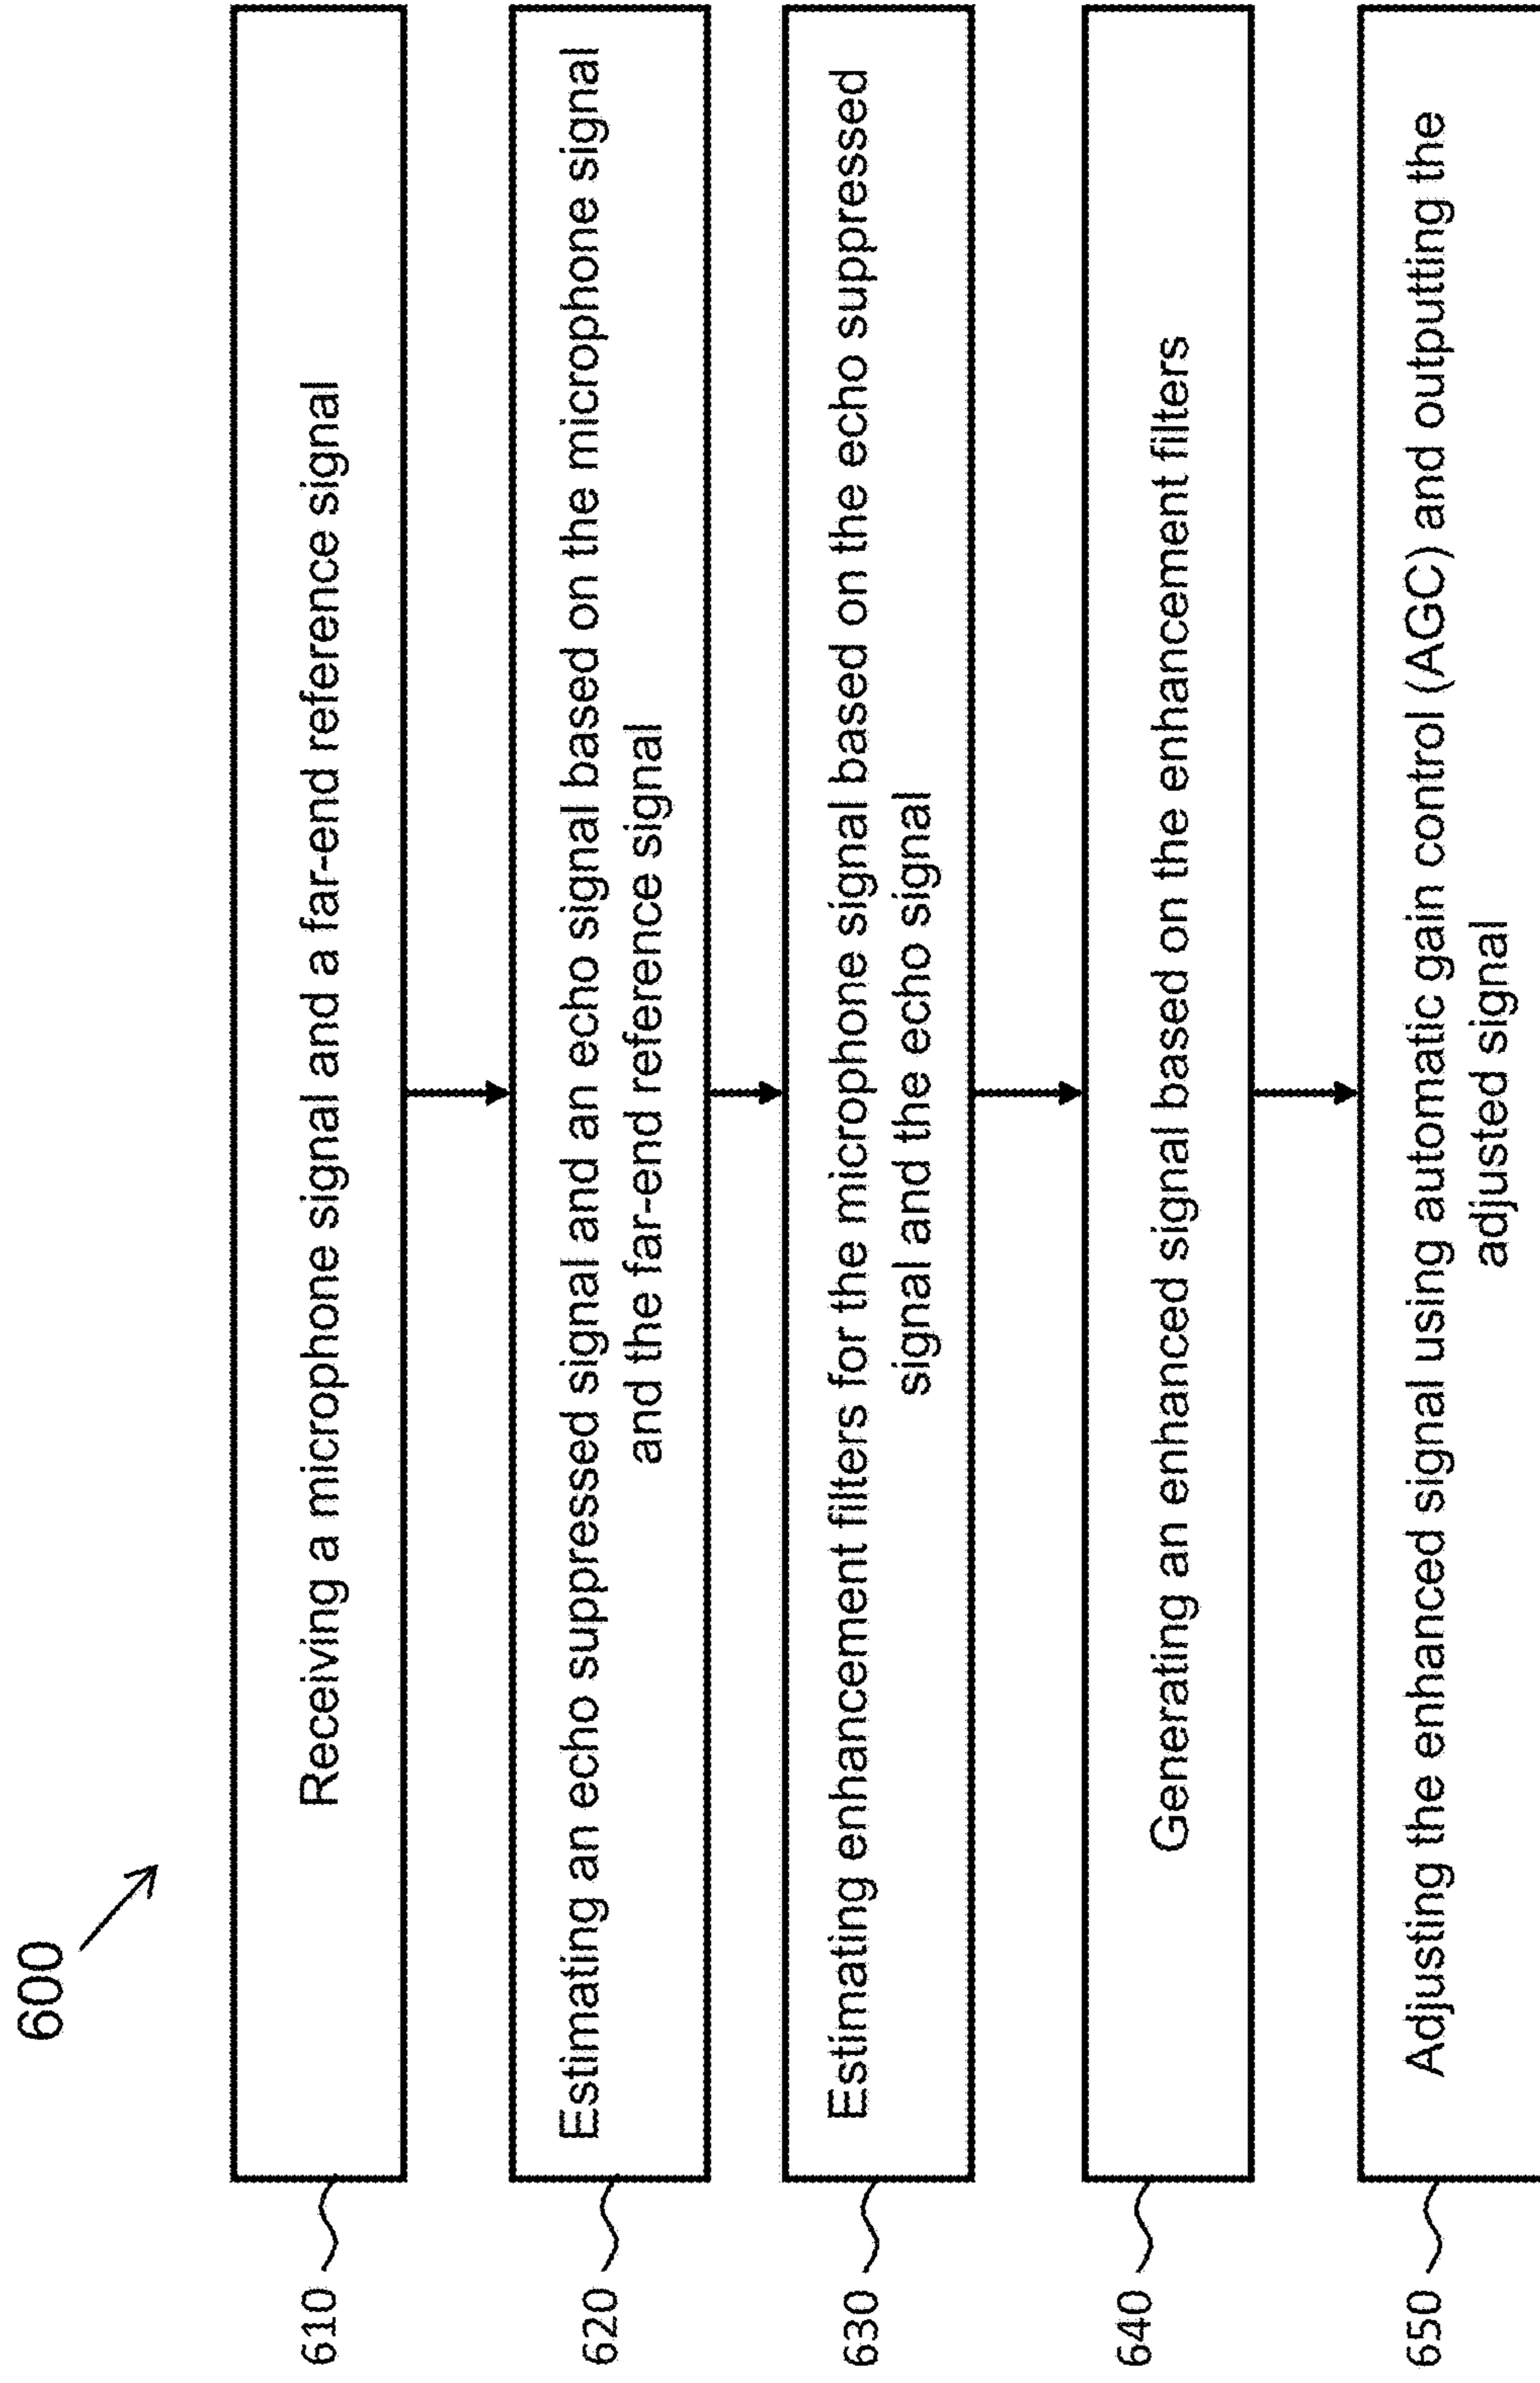 600
610
Receiving a microphone signal and a far-end reference signal
620
Estimating an echo suppressed signal and an echo signal based on the microphone signal
and the far-end reference signal
630
Estimating enhancement filters for the microphone signal based on the echo suppressed
signal and the echo signal
640
Generating an enhanced signal based on the enhancement filters
650
Adjusting the enhanced signal using automatic gain control (AGC) and outputting the
adjusted signal